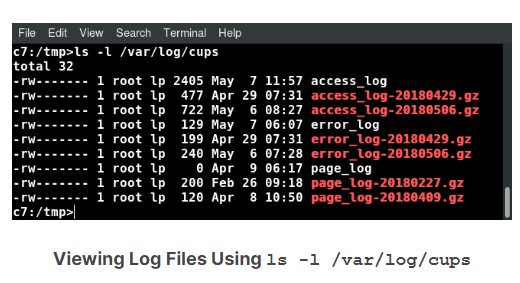 File Edit View Search Terminal Help
c7:/tmp>ls -l /var/log/cups
total 32
-rw------- 1 root lp 2405 May  7 11:57 access_log
-rw------- 1 root lp  477 Apr 29 07:31 access_log-20180429.gz
-rw------- 1 root lp  722 May  6 08:27 access_log-20180506.gz
-rw------- 1 root lp  129 May  7 06:07 error_log
-rw------- 1 root lp  199 Apr 29 07:31 error_log-20180429.gz
-rw------- 1 root lp  240 May  6 07:28 error_log-20180506.gz
-rw------- 1 root lp    0 Apr  9 06:17 page_log
-rw------- 1 root lp  200 Feb 26 09:18 page_log-20180227.gz
-rw------- 1 root lp  120 Apr  8 10:50 page_log-20180409.gz
c7:/tmp>
Viewing Log Files Using ls -l /var/log/cups